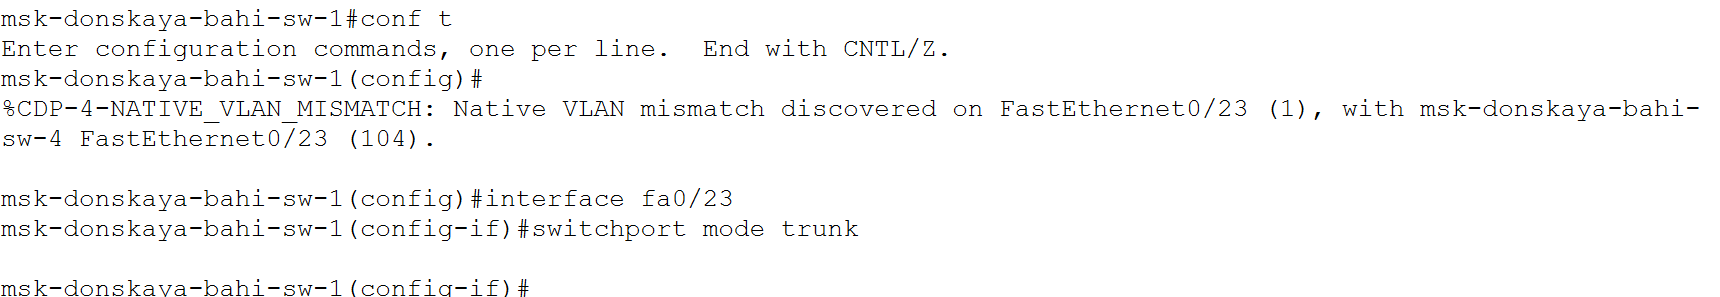 msk-donskaya-bahi-sw-1#conf t
Enter configuration commands, one per line.  End with CNTL/Z.
msk-donskaya-bahi-sw-1(config)#
%CDP-4-NATIVE_VLAN_MISMATCH: Native VLAN mismatch discovered on FastEthernet0/23 (1), with msk-donskaya-bahi-
sw-4 FastEthernet0/23 (104).
msk-donskaya-bahi-sw-1(config)#interface fa0/23
msk-donskaya-bahi-sw-1(config-if)#switchport mode trunk
msk-donskaya-bahi-sw-1(config-if)#